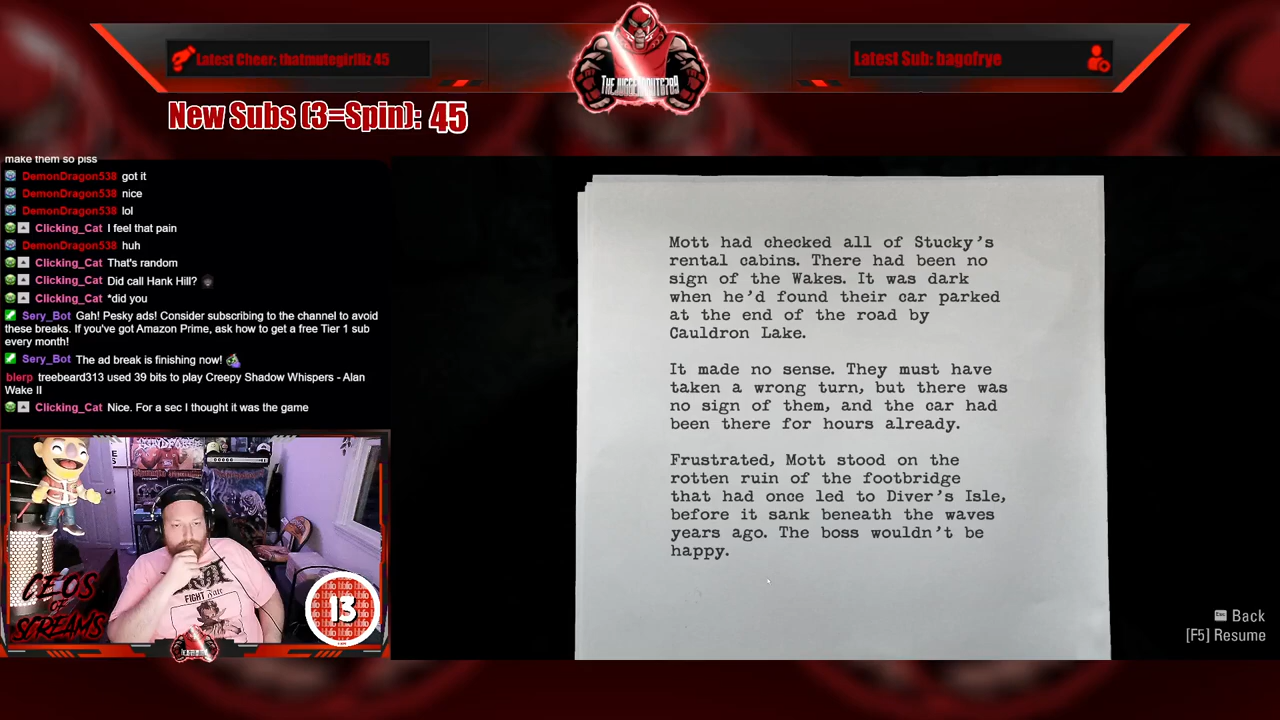 Latest Cheer: thatmutegirlliz 45
Latest Sub: bagofrye
THEJUGGERNAUT6789
New Subs (3=Spin): 45
make them so piss
DemonDragon538 got it
DemonDragon538 nice
DemonDragon538 lol
Clicking_Cat I feel that pain
DemonDragon538 huh
Clicking_Cat That's random
Clicking_Cat Did call Hank Hill?
Clicking_Cat *did you
Sery_Bot Gah! Pesky ads! Consider subscribing to the channel to avoid
these breaks. If you've got Amazon Prime, ask how to get a free Tier 1 sub
every month!
Sery_Bot The ad break is finishing now!
blerp treebeard313 used 39 bits to play Creepy Shadow Whispers - Alan
Wake II
Clicking_Cat Nice. For a sec I thought it was the game
Mott had checked all of Stucky's
rental cabins. There had been no
sign of the Wakes. It was dark
when he'd found their car parked
at the end of the road by
Cauldron Lake.
It made no sense. They must have
taken a wrong turn, but there was
no sign of them, and the car had
been there for hours already.
Frustrated, Mott stood on the
rotten ruin of the footbridge
that had once led to Diver's Isle,
before it sank beneath the waves
years ago. The boss wouldn't be
happy.
CEOS
OF
SCREAMS
FIGHT
13
Esc Back
[F5] Resume